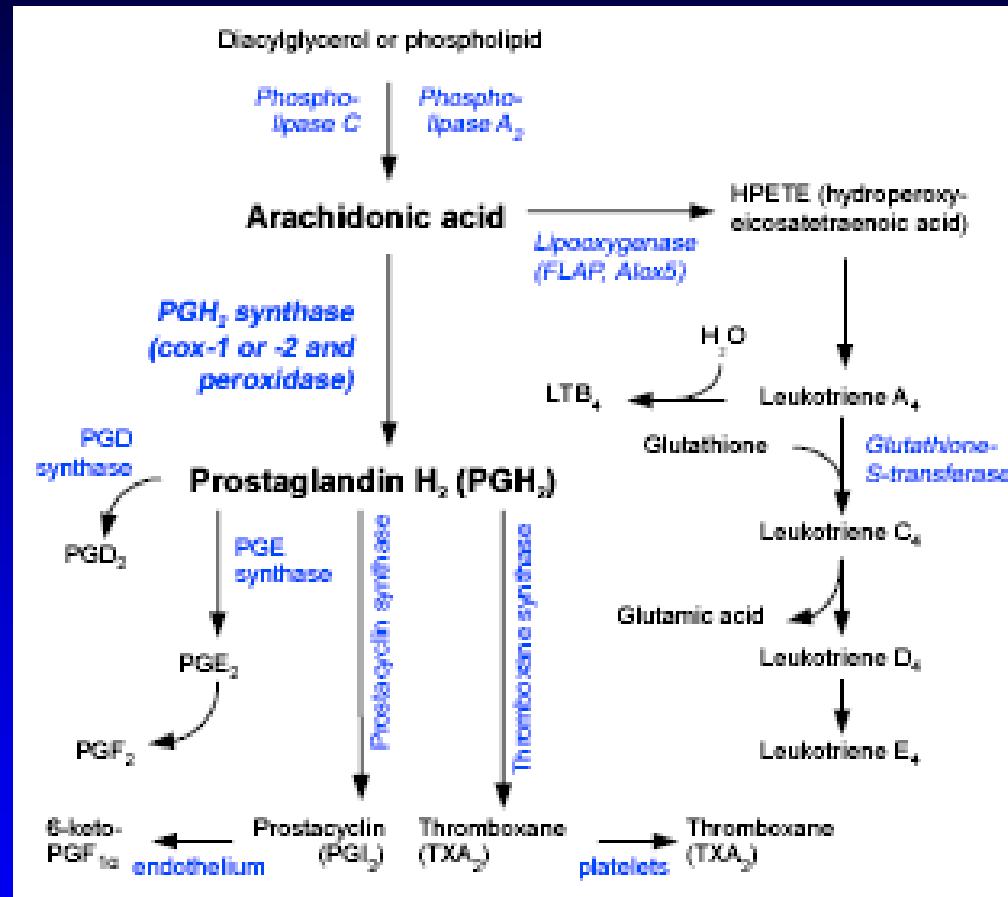 Diacylglycerol or phospholipid
Phospho-
lipase C
Phospho-
lipase A₂
Arachidonic acid
HPETE (hydroperoxy-
eicosatetraenoic acid)
Lipooxygenase
(FLAP, Alox5)
PGH₂ synthase
(cox-1 or -2 and
peroxidase)
H₂O
LTB₄
Leukotriene A₄
Glutathione
Glutathione-
S-transferase
PGD
synthase
Prostaglandin H₂ (PGH₂)
PGD₂
PGE
synthase
Prostacyclin synthase
Thromboxane synthase
Leukotriene C₄
Glutamic acid
PGE₂
Leukotriene D₄
PGF₂
Leukotriene E₄
6-keto-
PGF₁α
endothelium
Prostacyclin
(PGI₂)
Thromboxane
(TXA₂)
platelets
Thromboxane
(TXA₂)